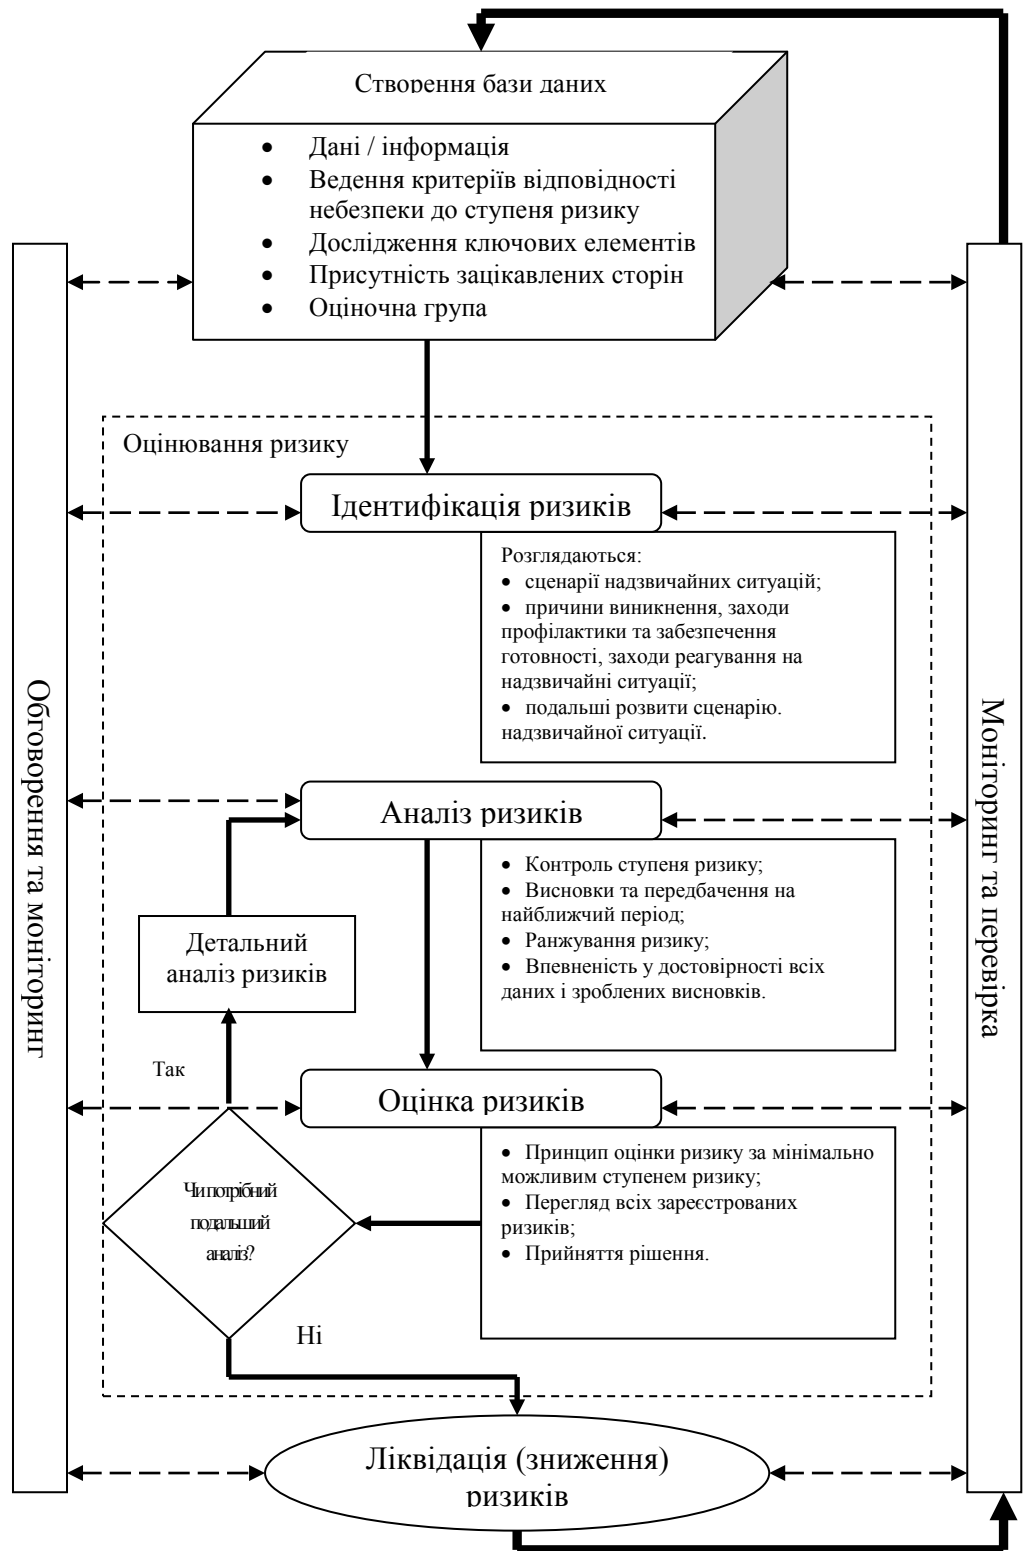 Створення бази даних
• Дані / інформація
• Ведення критеріїв відповідності
небезпеки до ступеня ризику
• Дослідження ключових елементів
• Присутність зацікавлених сторін
• Оціночна група
Оцінювання ризику
Ідентифікація ризиків
Розглядаються:
• сценарії надзвичайних ситуацій;
• причини виникнення, заходи
профілактики та забезпечення
готовності, заходи реагування на
надзвичайні ситуації;
• подальші розвити сценарію.
надзвичайної ситуації.
Обговорення та моніторинг
Моніторинг та перевірка
Аналіз ризиків
• Контроль ступеня ризику;
• Висновки та передбачення на
найближчий період;
• Ранжування ризику;
• Впевненість у достовірності всіх
даних і зроблених висновків.
Детальний
аналіз ризиків
Так
Оцінка ризиків
• Принцип оцінки ризику за мінімально
можливим ступенем ризику;
• Перегляд всіх зареєстрованих
ризиків;
• Прийняття рішення.
Чи потрібний
подальший
аналіз?
Ні
Ліквідація (зниження)
ризиків